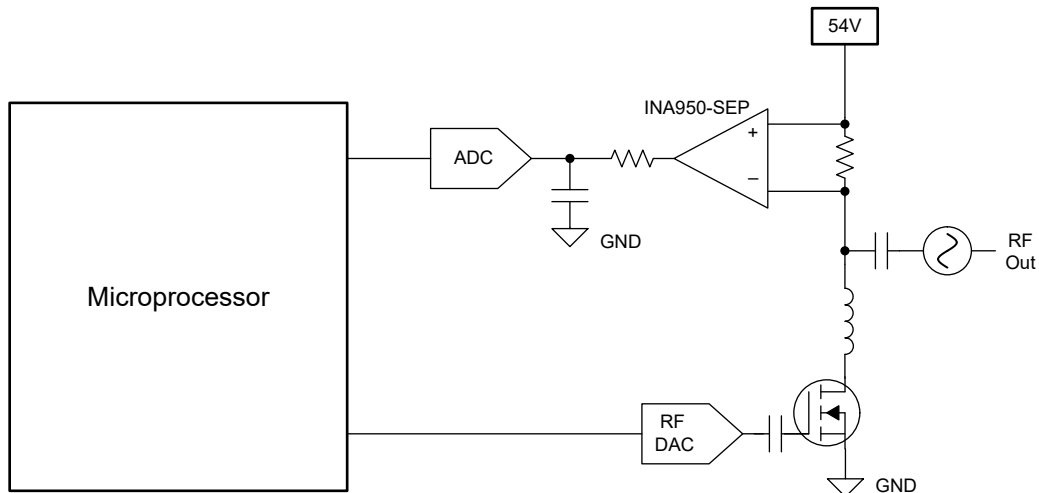 54V
INA950-SEP
+
ADC
–
GND
RF
Out
Microprocessor
RF
DAC
GND